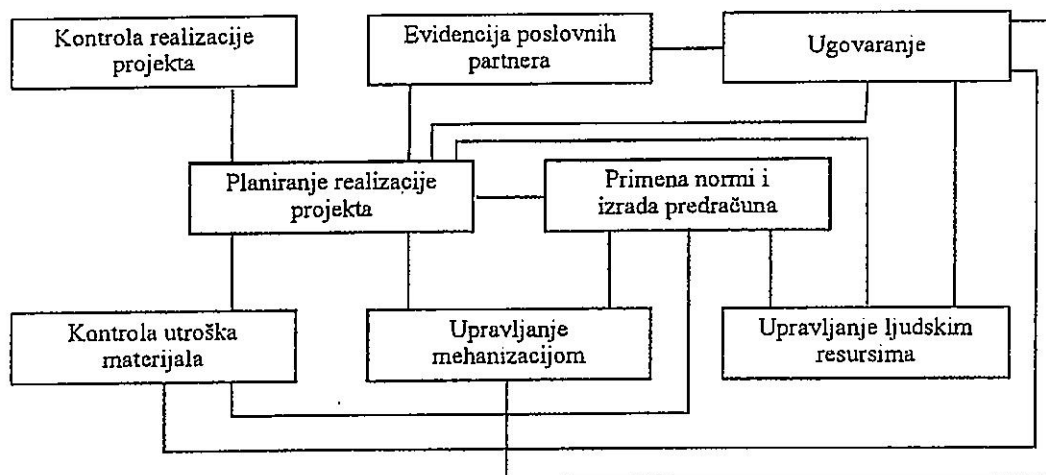 Kontrola realizacije
projekta
Evidencija poslovnih
partnera
Ugovaranje
Planiranje realizacije
projekta
Primena normi i
izrada predračuna
Kontrola utroška
materijala
Upravljanje
mehanizacijom
Upravljanje ljudskim
resursima